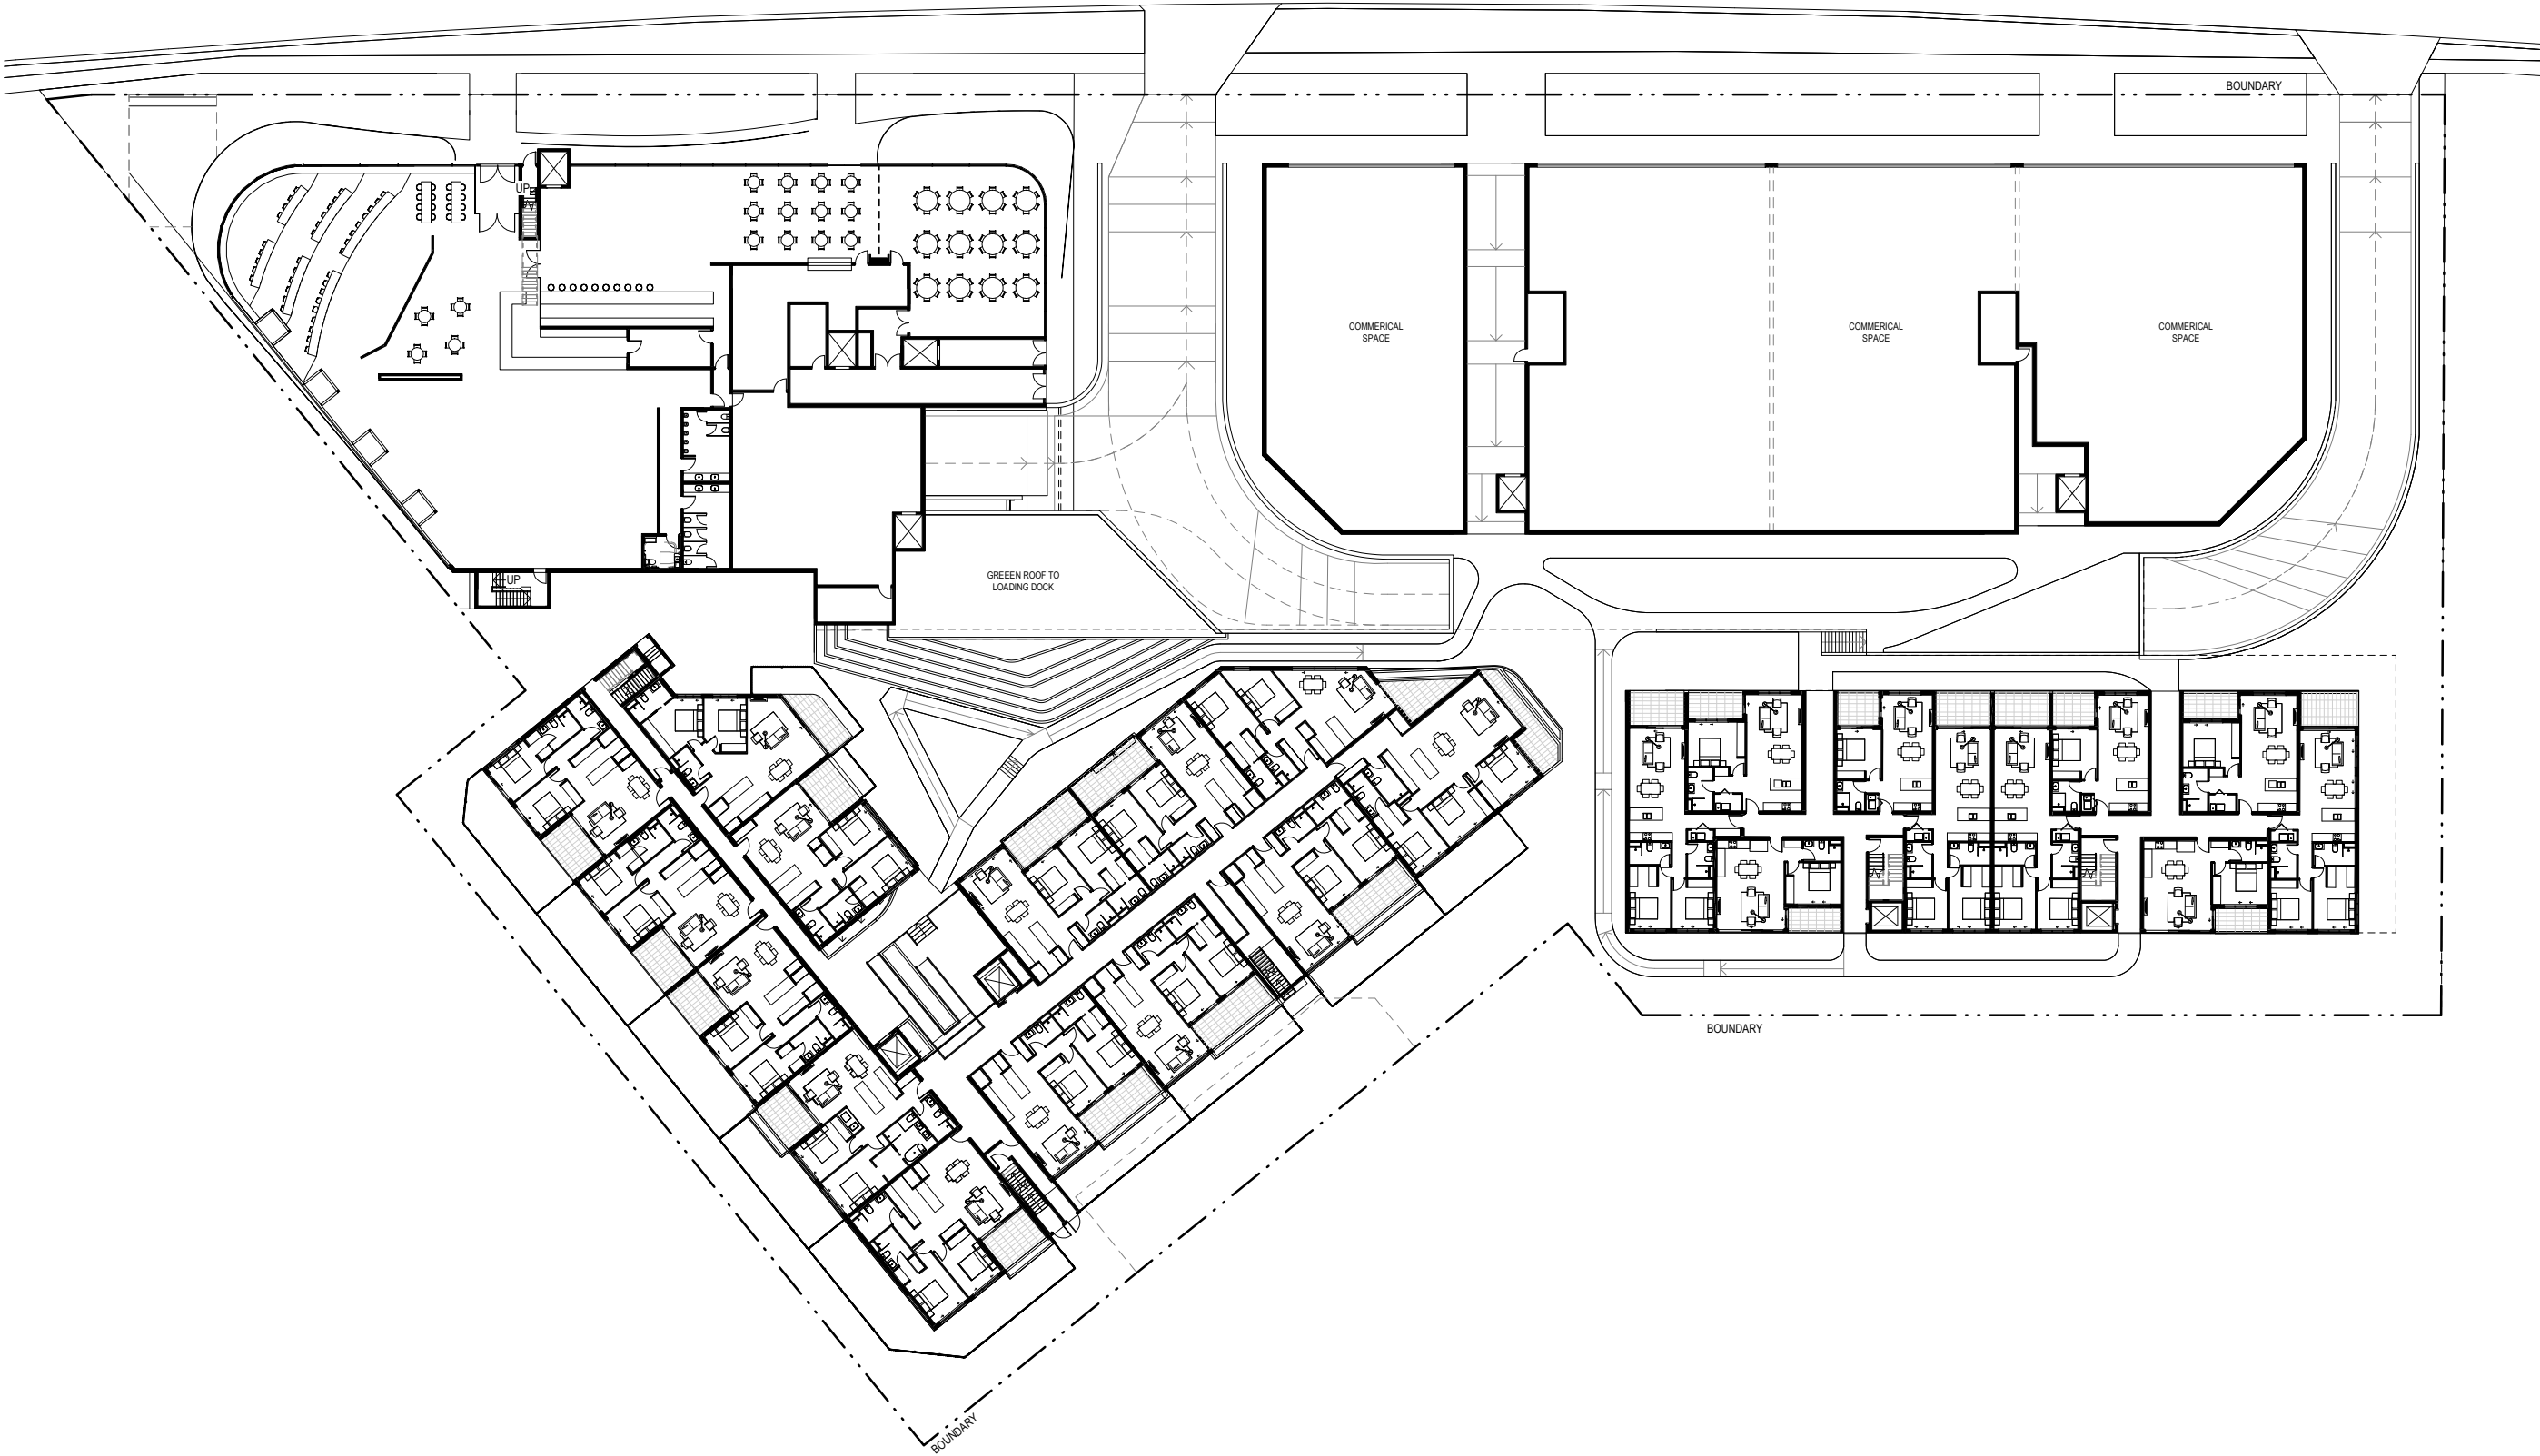 BOUNDARY
UP
COMMERICAL
SPACE
COMMERICAL
SPACE
COMMERICAL
SPACE
UP
GREEEN ROOF TO
LOADING DOCK
BOUNDARY
BOUNDARY